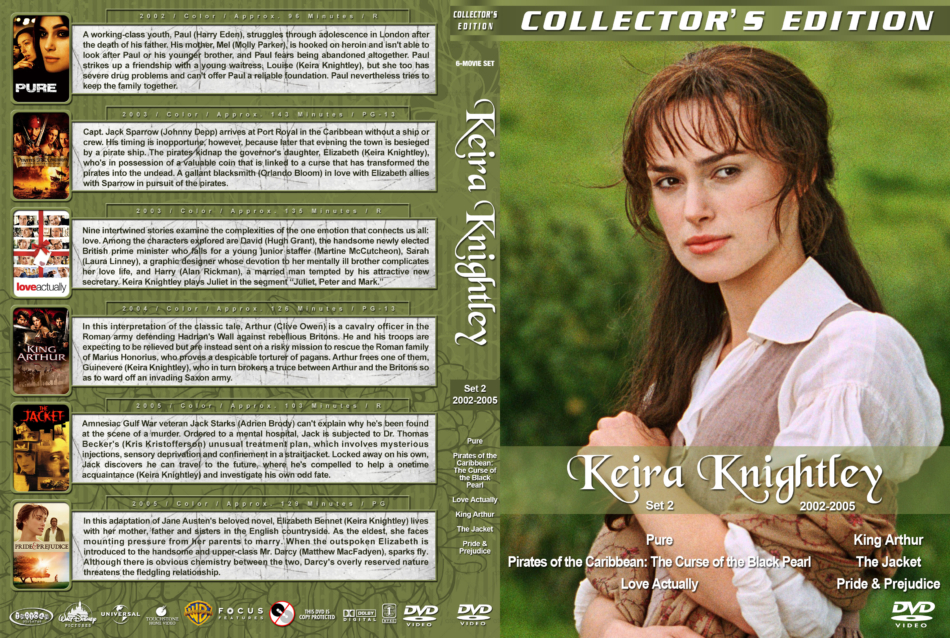 2002 / Color / Approx. 96 Minutes / R
A working-class youth, Paul (Harry Eden), struggles through adolescence in London after
the death of his father. His mother, Mel (Molly Parker), is hooked on heroin and isn't able to
look after Paul or his younger brother, and Paul fears being abandoned altogether. Paul
strikes up a friendship with a young waitress, Louise (Keira Knightley), but she too has
severe drug problems and can't offer Paul a reliable foundation. Paul nevertheless tries to
keep the family together.
PURE
2003 / Color / Approx. 143 Minutes / PG-13
Capt. Jack Sparrow (Johnny Depp) arrives at Port Royal in the Caribbean without a ship or
crew. His timing is inopportune, however, because later that evening the town is besieged
by a pirate ship. The pirates kidnap the governor's daughter, Elizabeth (Keira Knightley),
who's in possession of a valuable coin that is linked to a curse that has transformed the
pirates into the undead. A gallant blacksmith (Orlando Bloom) in love with Elizabeth allies
with Sparrow in pursuit of the pirates.
2003 / Color / Approx. 135 Minutes / R
Nine intertwined stories examine the complexities of the one emotion that connects us all:
love. Among the characters explored are David (Hugh Grant), the handsome newly elected
British prime minister who falls for a young junior staffer (Martine McCutcheon), Sarah
(Laura Linney), a graphic designer whose devotion to her mentally ill brother complicates
her love life, and Harry (Alan Rickman), a married man tempted by his attractive new
secretary. Keira Knightley plays Juliet in the segment "Juliet, Peter and Mark."
loveactually
2004 / Color / Approx. 126 Minutes / PG-13
In this interpretation of the classic tale, Arthur (Clive Owen) is a cavalry officer in the
Roman army defending Hadrian's Wall against rebellious Britons. He and his troops are
expecting to be relieved but are instead sent on a risky mission to rescue the Roman family
of Marius Honorius, who proves a despicable torturer of pagans. Arthur frees one of them,
Guinevere (Keira Knightley), who in turn brokers a truce between Arthur and the Britons so
as to ward off an invading Saxon army.
KING
ARTHUR
2005 / Color / Approx. 103 Minutes / R
THE
JACKET
Amnesiac Gulf War veteran Jack Starks (Adrien Brody) can't explain why he's been found
at the scene of a murder. Ordered to a mental hospital, Jack is subject to Dr. Thomas
Becker's (Kris Kristofferson) unusual treatment plan, which involves mysterious
injections, sensory deprivation and confinement in a straitjacket. Locked away on his own,
Jack discovers he can travel to the future, where he's compelled to help a onetime
acquaintance (Keira Knightley) and investigate his own odd fate.
2005 / Color / Approx. 129 Minutes / PG
In this adaptation of Jane Austen's beloved novel, Elizabeth Bennet (Keira Knightley) lives
with her mother, father and sisters in the English countryside. As the eldest, she faces
mounting pressure from her parents to marry. When the outspoken Elizabeth is
introduced to the handsome and upper-class Mr. Darcy (Matthew MacFadyen), sparks fly.
Although there is obvious chemistry between the two, Darcy's overly reserved nature
threatens the fledgling relationship.
PRIDE & PREJUDICE
WALT DISNEY
PICTURES
UNIVERSAL
TOUCHSTONE
HOME VIDEO
WB
FOCUS
FEATURES
THIS DVD IS
COPY PROTECTED
DOLBY
DIGITAL
1
DVD
VIDEO
COLLECTOR'S
EDITION
6-MOVIE SET
Keira Knightley
Set 2
2002-2005
Pure
Pirates of the
Caribbean:
The Curse of
the Black
Pearl
Love Actually
King Arthur
The Jacket
Pride &
Prejudice
DVD
VIDEO
COLLECTOR'S EDITION
Keira Knightley
Set 2
2002-2005
Pure
King Arthur
Pirates of the Caribbean: The Curse of the Black Pearl
The Jacket
Love Actually
Pride & Prejudice
DVD
VIDEO